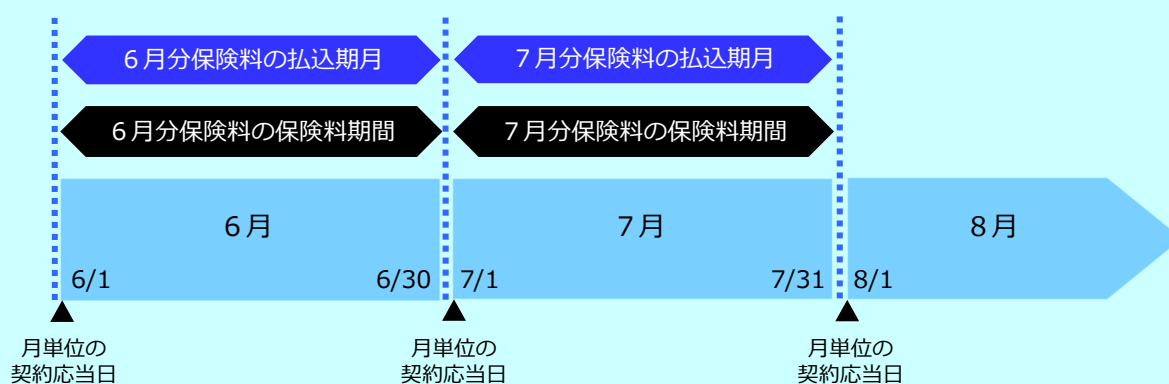 ６月分保険料の払込期月
７月分保険料の払込期月
６月分保険料の保険料期間
７月分保険料の保険料期間
６月
７月
８月
6/1
6/30
7/1
7/31
8/1
月単位の
契約応当日
月単位の
契約応当日
月単位の
契約応当日